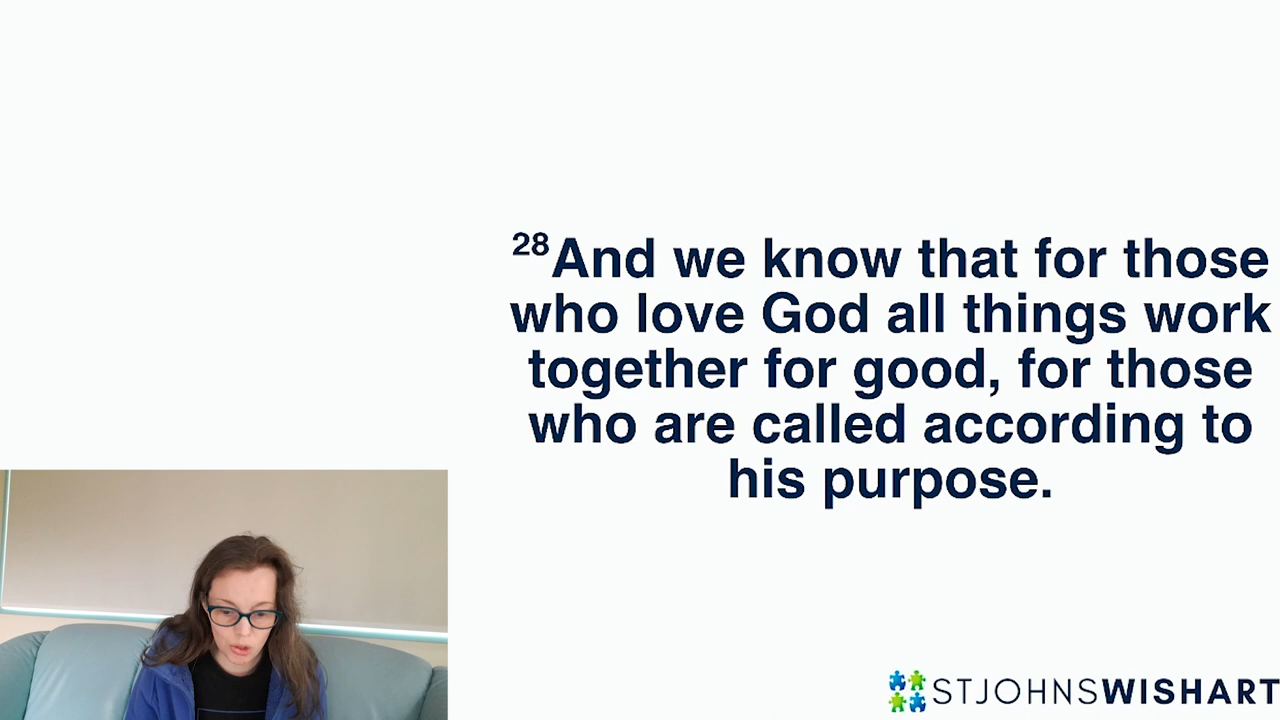 ²⁸And we know that for those
who love God all things work
together for good, for those
who are called according to
his purpose.
STJOHNSWISHART